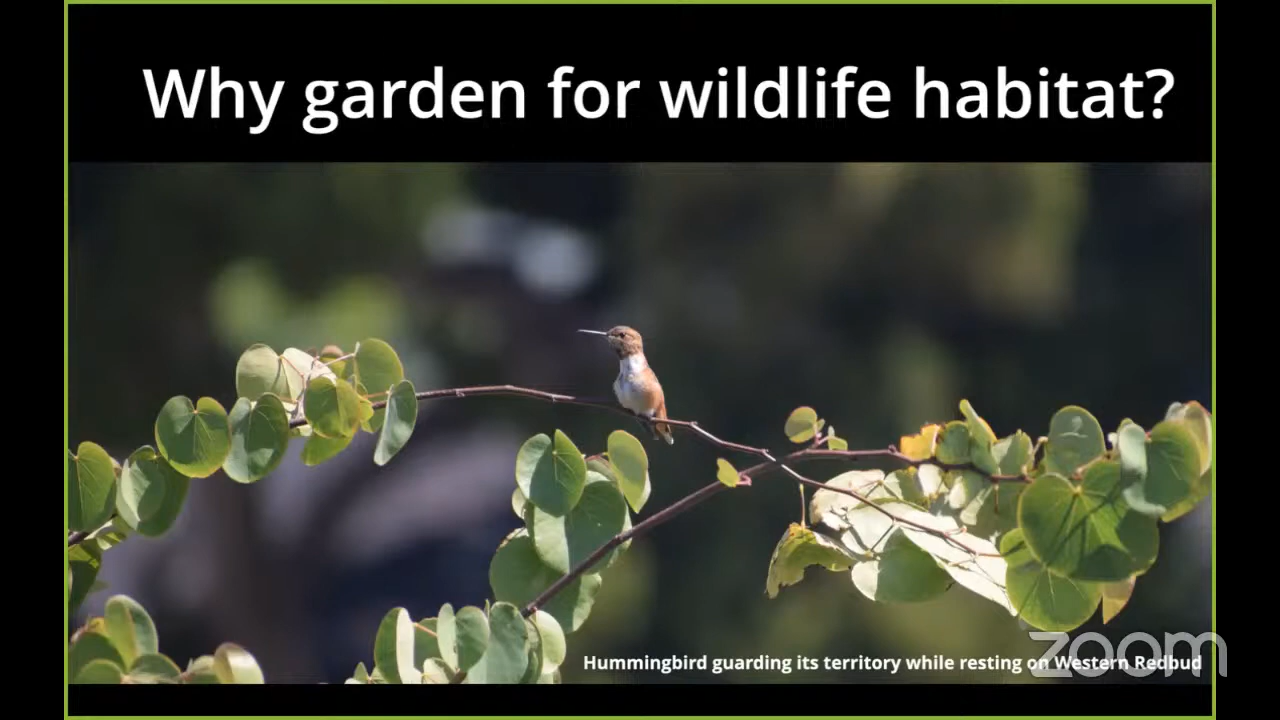 Why garden for wildlife habitat?
Hummingbird guarding its territory while resting on Western Redbud
zoom